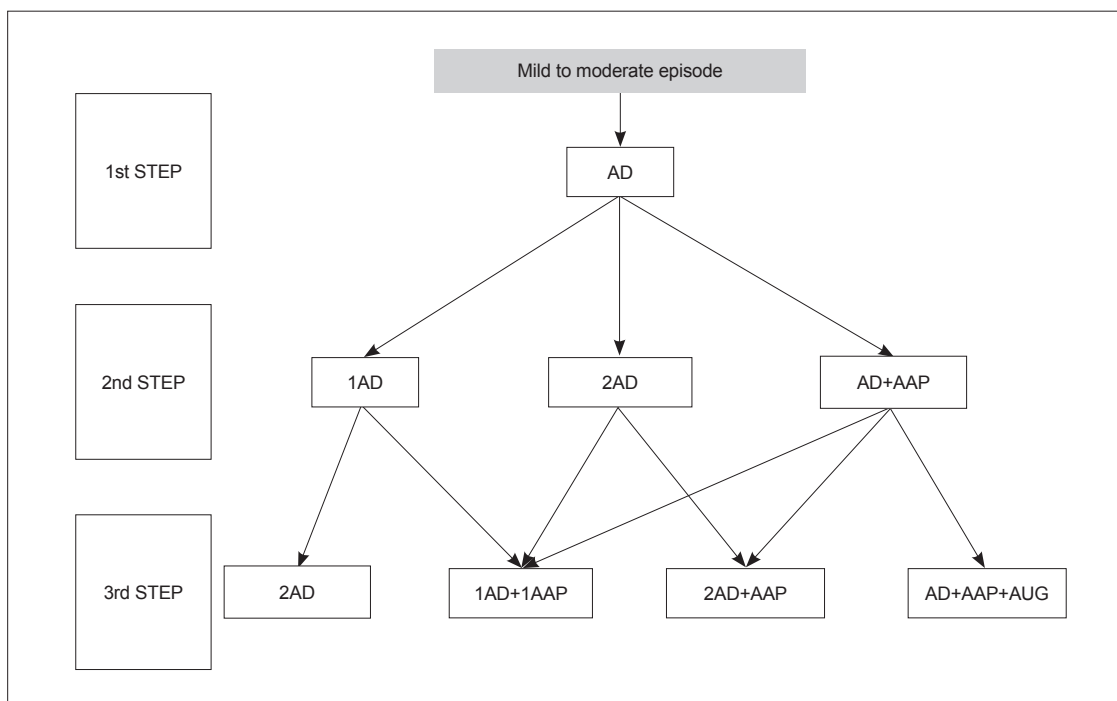 Mild to moderate episode
1st STEP
AD
2nd STEP
1AD
2AD
AD+AAP
3rd STEP
2AD
1AD+1AAP
2AD+AAP
AD+AAP+AUG